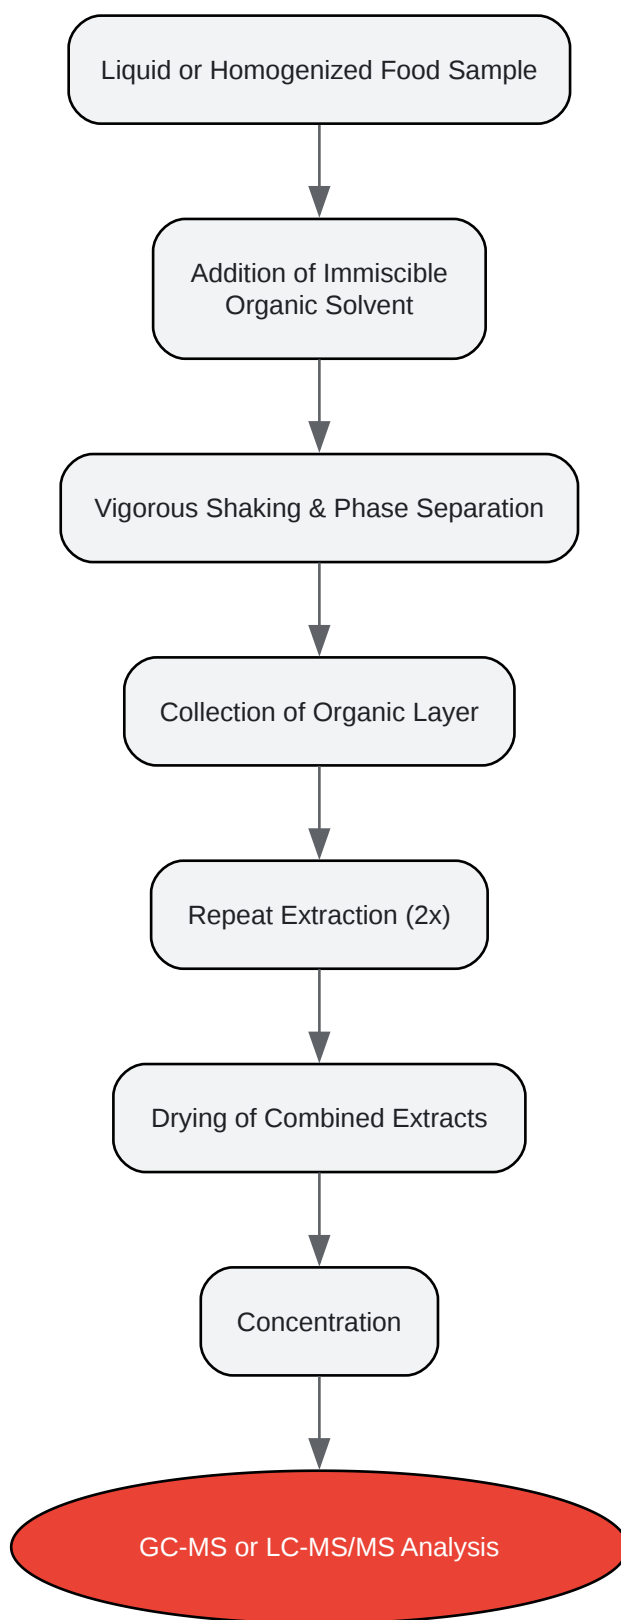 Liquid or Homogenized Food Sample
Addition of Immiscible
Organic Solvent
Vigorous Shaking & Phase Separation
Collection of Organic Layer
Repeat Extraction (2x)
Drying of Combined Extracts
Concentration
GC-MS or LC-MS/MS Analysis